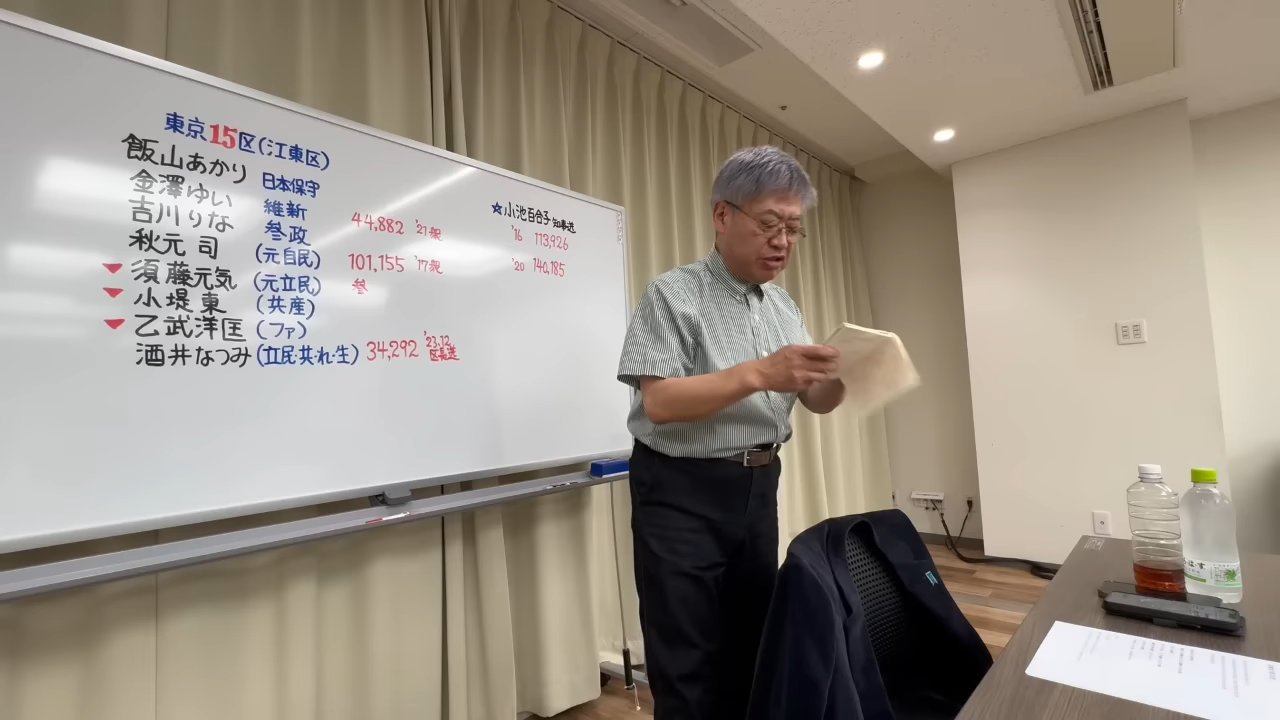 東京15区(江東区)
飯山あかり 日本保守
金澤ゆい 維新
吉川りな 参政 44,882 '21衆
秋元 司 (元自民) 101,155 '17衆
須藤元気 (元立民) 参
小堤 東 (共産)
乙武洋匡 (ファ)
酒井なつみ (立民 共・れ・生) 34,292 '23.12 区長選
☆小池百合子 知事選
'16 113,926
'20 140,185